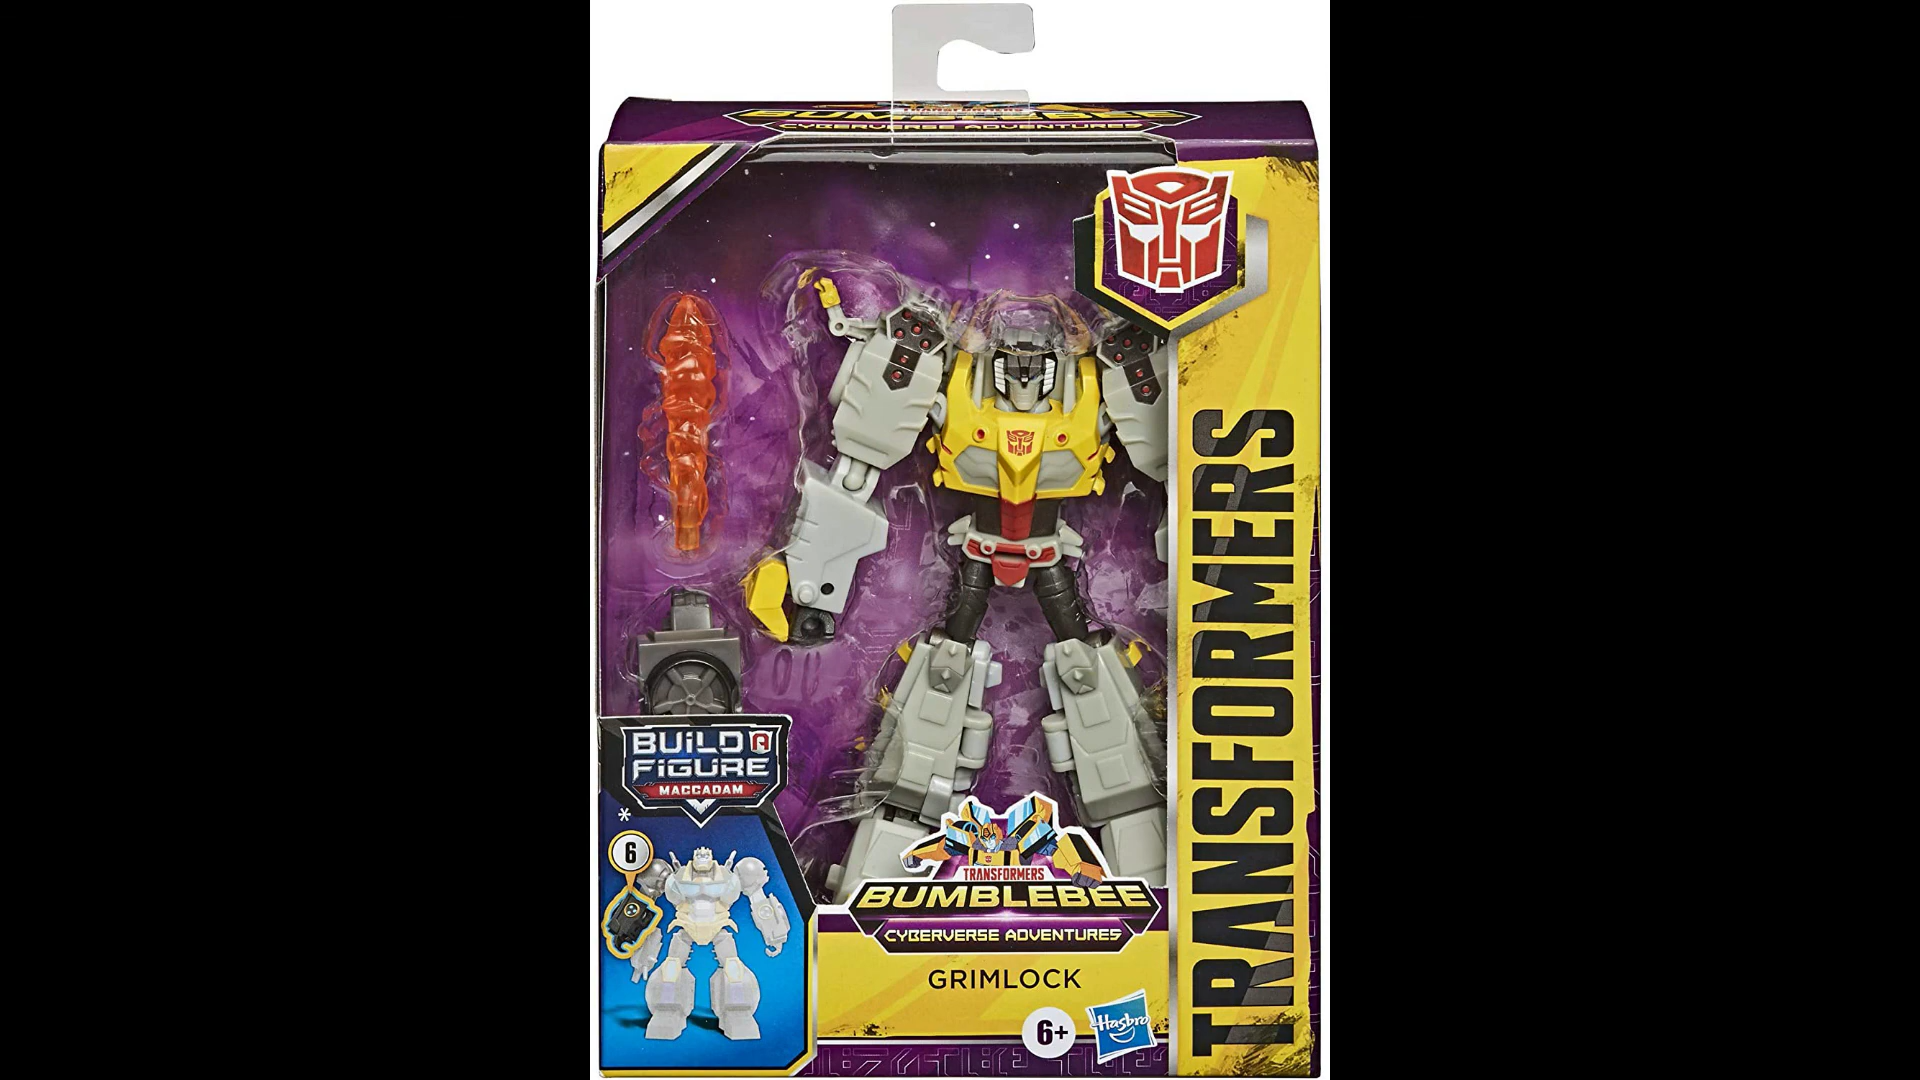 BUMBLEBEE
CYBERVERSE ADVENTURES
TRANSFORMERS
BUILD A
FIGURE
MACCADAM
*
6
TRANSFORMERS
BUMBLEBEE
CYBERVERSE ADVENTURES
GRIMLOCK
6+
Hasbro